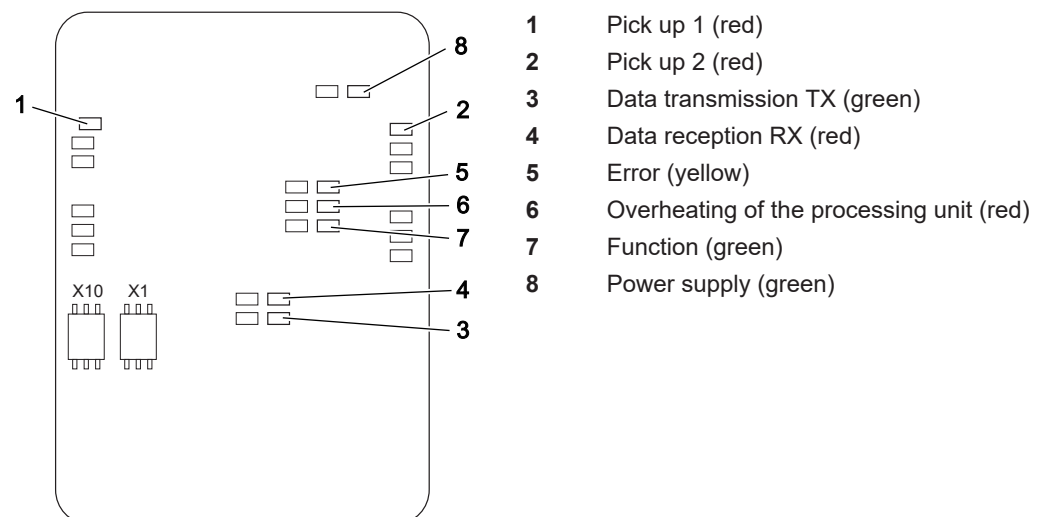 8
1
2
5
6
7
X10 X1
4
3
1 Pick up 1 (red)
2 Pick up 2 (red)
3 Data transmission TX (green)
4 Data reception RX (red)
5 Error (yellow)
6 Overheating of the processing unit (red)
7 Function (green)
8 Power supply (green)